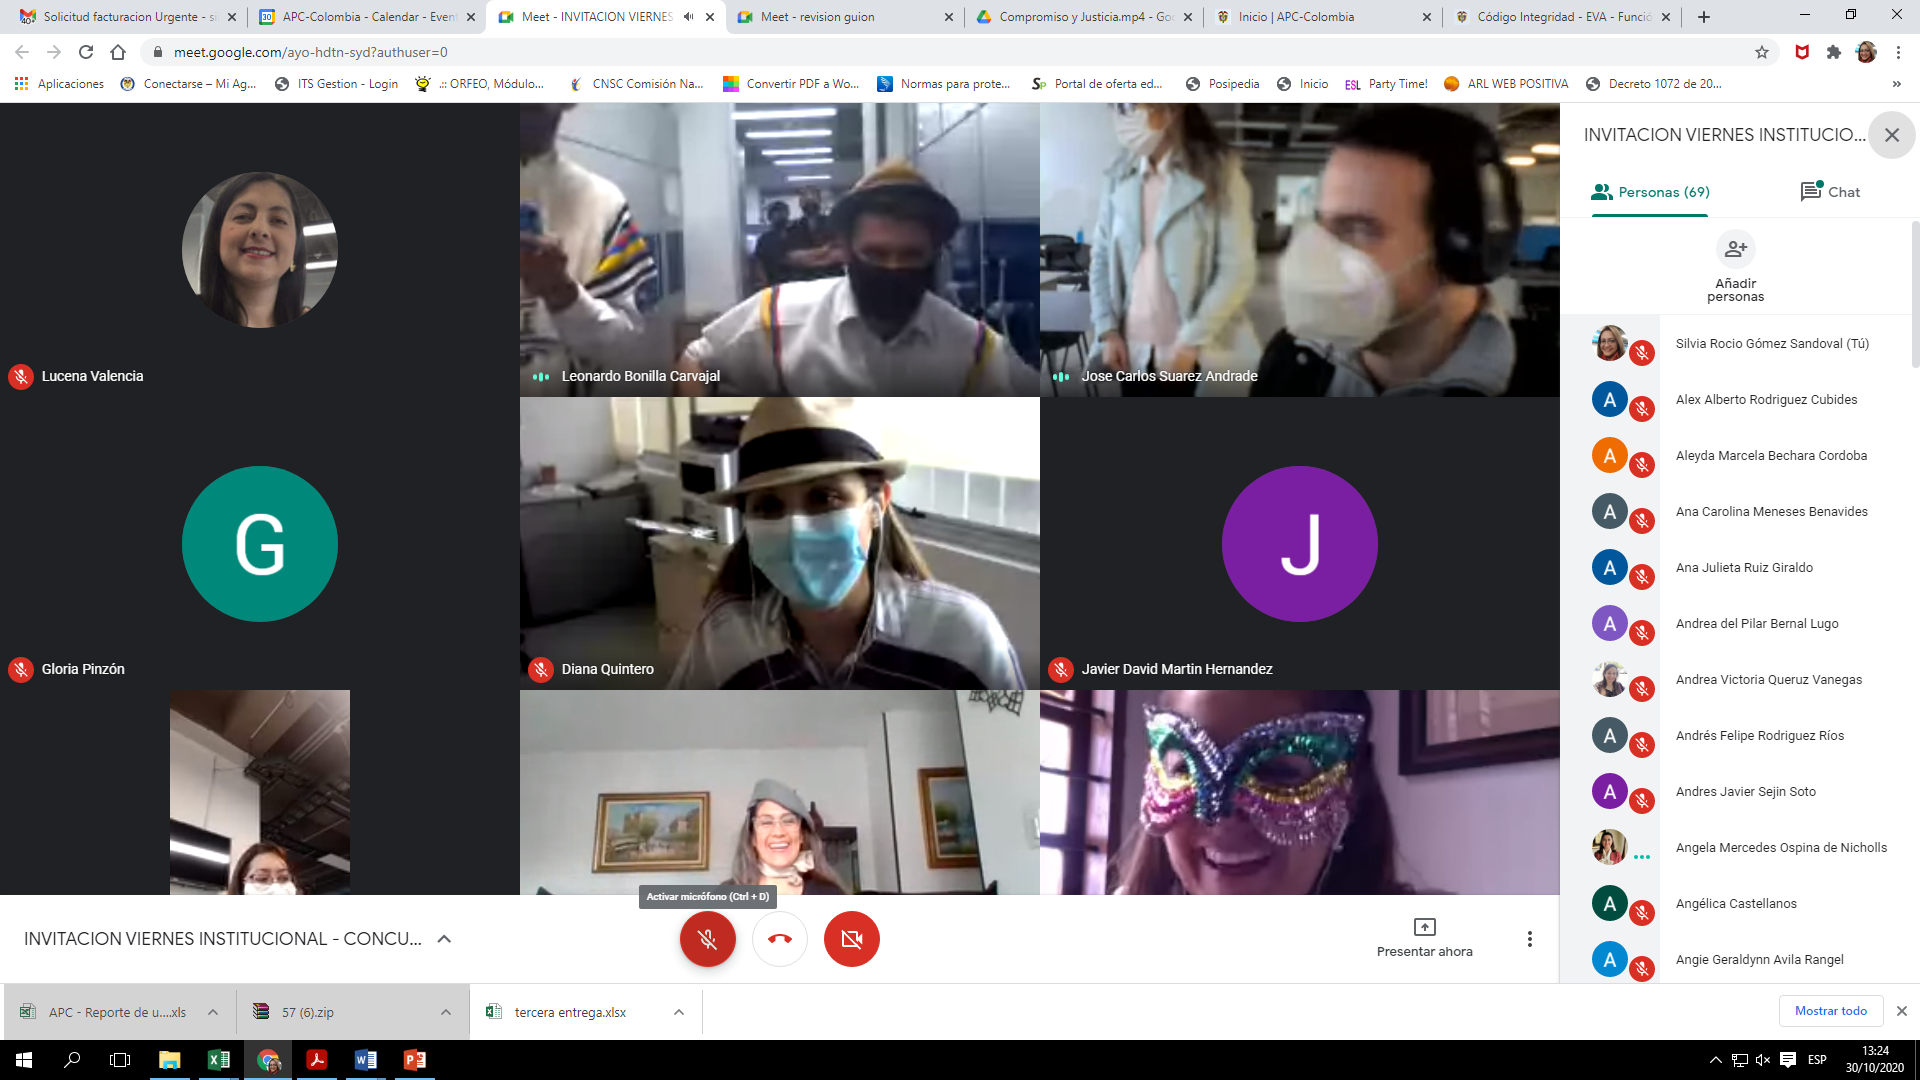 Solicitud facturacion Urgente - s
APC-Colombia - Calendar - Event
Meet - INVITACION VIERNES
Meet - revision guion
Compromiso y Justicia.mp4 - Go
Inicio | APC-Colombia
Código Integridad - EVA - Funció
meet.google.com/ayo-hdtn-syd?authuser=0
Aplicaciones
Conectarse – Mi Ag...
ITS Gestion - Login
.:: ORFEO, Módulo...
CNSC Comisión Na...
Convertir PDF a Wo...
Normas para prote...
Portal de oferta ed...
Posipedia
Inicio
ESL Party Time!
ARL WEB POSITIVA
Decreto 1072 de 20...
»
Lucena Valencia
Leonardo Bonilla Carvajal
Jose Carlos Suarez Andrade
G
Gloria Pinzón
Diana Quintero
J
Javier David Martin Hernandez
Activar micrófono (Ctrl + D)
INVITACION VIERNES INSTITUCIONAL - CONCU...
Presentar ahora
INVITACION VIERNES INSTITUCIO...
Personas (69)
Chat
Añadir
personas
Silvia Rocio Gómez Sandoval (Tú)
A Alex Alberto Rodriguez Cubides
A Aleyda Marcela Bechara Cordoba
A Ana Carolina Meneses Benavides
A Ana Julieta Ruiz Giraldo
A Andrea del Pilar Bernal Lugo
Andrea Victoria Queruz Vanegas
A Andrés Felipe Rodriguez Ríos
A Andres Javier Sejin Soto
Angela Mercedes Ospina de Nicholls
A Angélica Castellanos
A Angie Geraldynn Avila Rangel
APC - Reporte de u....xls
57 (6).zip
tercera entrega.xlsx
Mostrar todo
ESP
13:24
30/10/2020